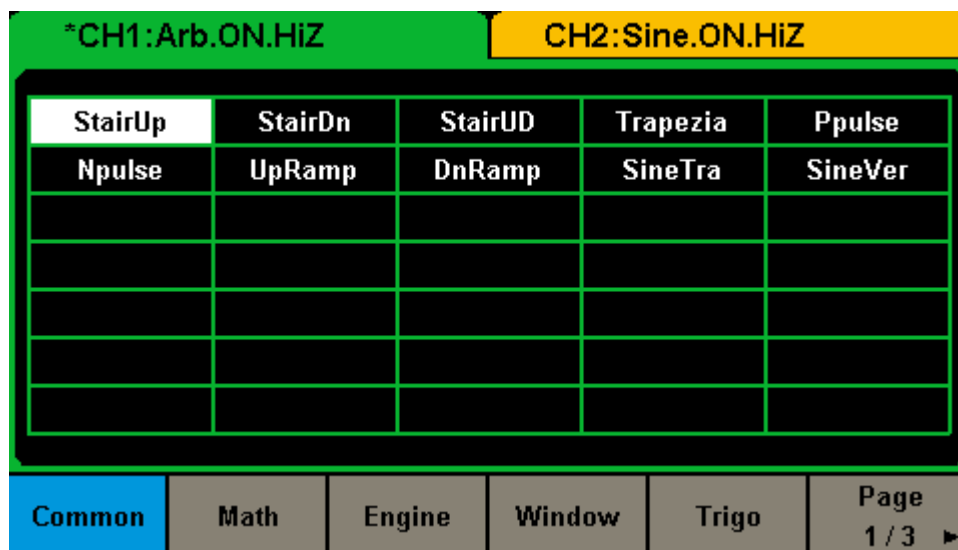 *CH1:Arb.ON.HiZ CH2:Sine.ON.HiZ
StairUp StairDn StairUD Trapezia Ppulse
Npulse UpRamp DnRamp SineTra SineVer
Common Math Engine Window Trigo Page
1 / 3 ►